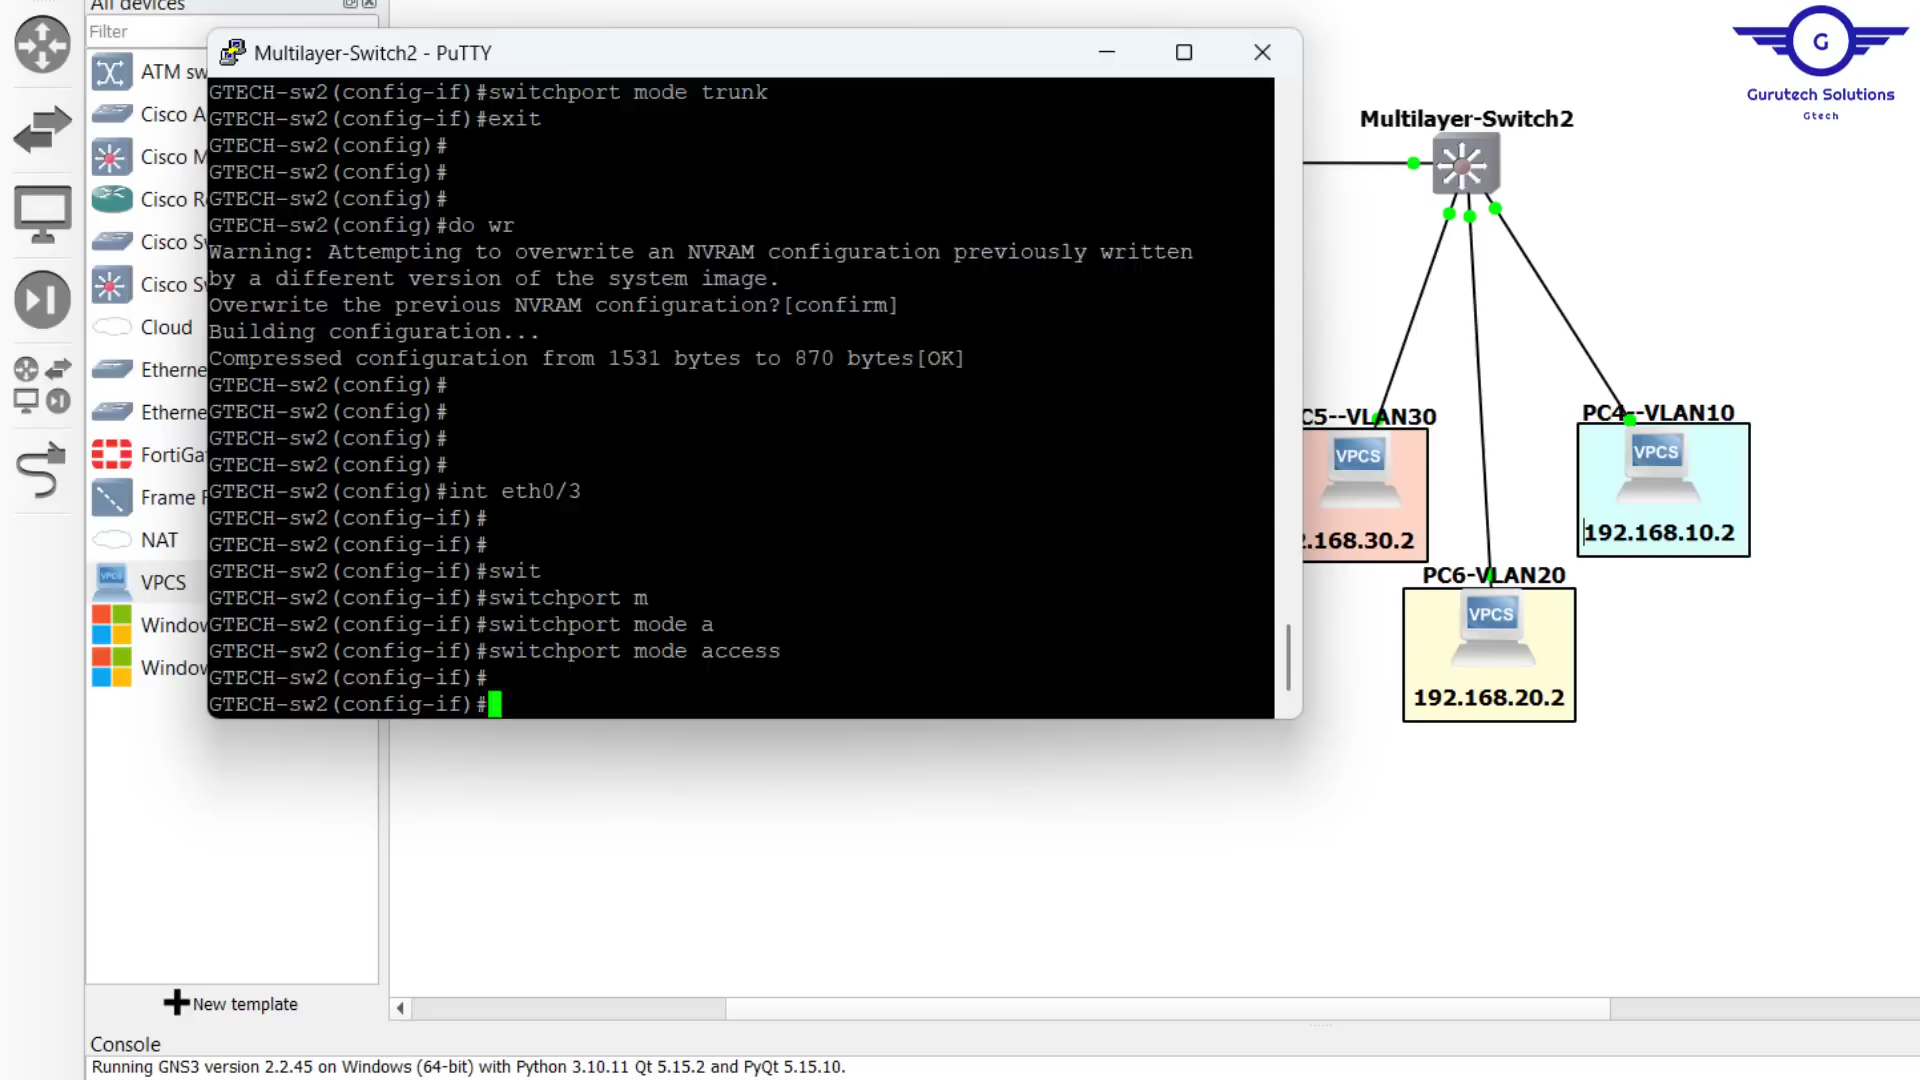 All devices
Filter
Multilayer-Switch2 - PuTTY
ATM sw
Cisco A
Cisco M
Cisco R
Cisco S
Cisco S
Cloud
Etherne
Etherne
FortiGa
Frame R
NAT
VPCS
Window
Window
New template
GTECH-sw2(config-if)#switchport mode trunk
GTECH-sw2(config-if)#exit
GTECH-sw2(config)#
GTECH-sw2(config)#
GTECH-sw2(config)#
GTECH-sw2(config)#do wr
Warning: Attempting to overwrite an NVRAM configuration previously written
by a different version of the system image.
Overwrite the previous NVRAM configuration?[confirm]
Building configuration...
Compressed configuration from 1531 bytes to 870 bytes[OK]
GTECH-sw2(config)#
GTECH-sw2(config)#
GTECH-sw2(config)#
GTECH-sw2(config)#
GTECH-sw2(config)#int eth0/3
GTECH-sw2(config-if)#
GTECH-sw2(config-if)#
GTECH-sw2(config-if)#swit
GTECH-sw2(config-if)#switchport m
GTECH-sw2(config-if)#switchport mode a
GTECH-sw2(config-if)#switchport mode access
GTECH-sw2(config-if)#
GTECH-sw2(config-if)#
G
Gurutech Solutions
Gtech
Multilayer-Switch2
C5--VLAN30
VPCS
2.168.30.2
PC4--VLAN10
VPCS
192.168.10.2
PC6-VLAN20
VPCS
192.168.20.2
Console
Running GNS3 version 2.2.45 on Windows (64-bit) with Python 3.10.11 Qt 5.15.2 and PyQt 5.15.10.